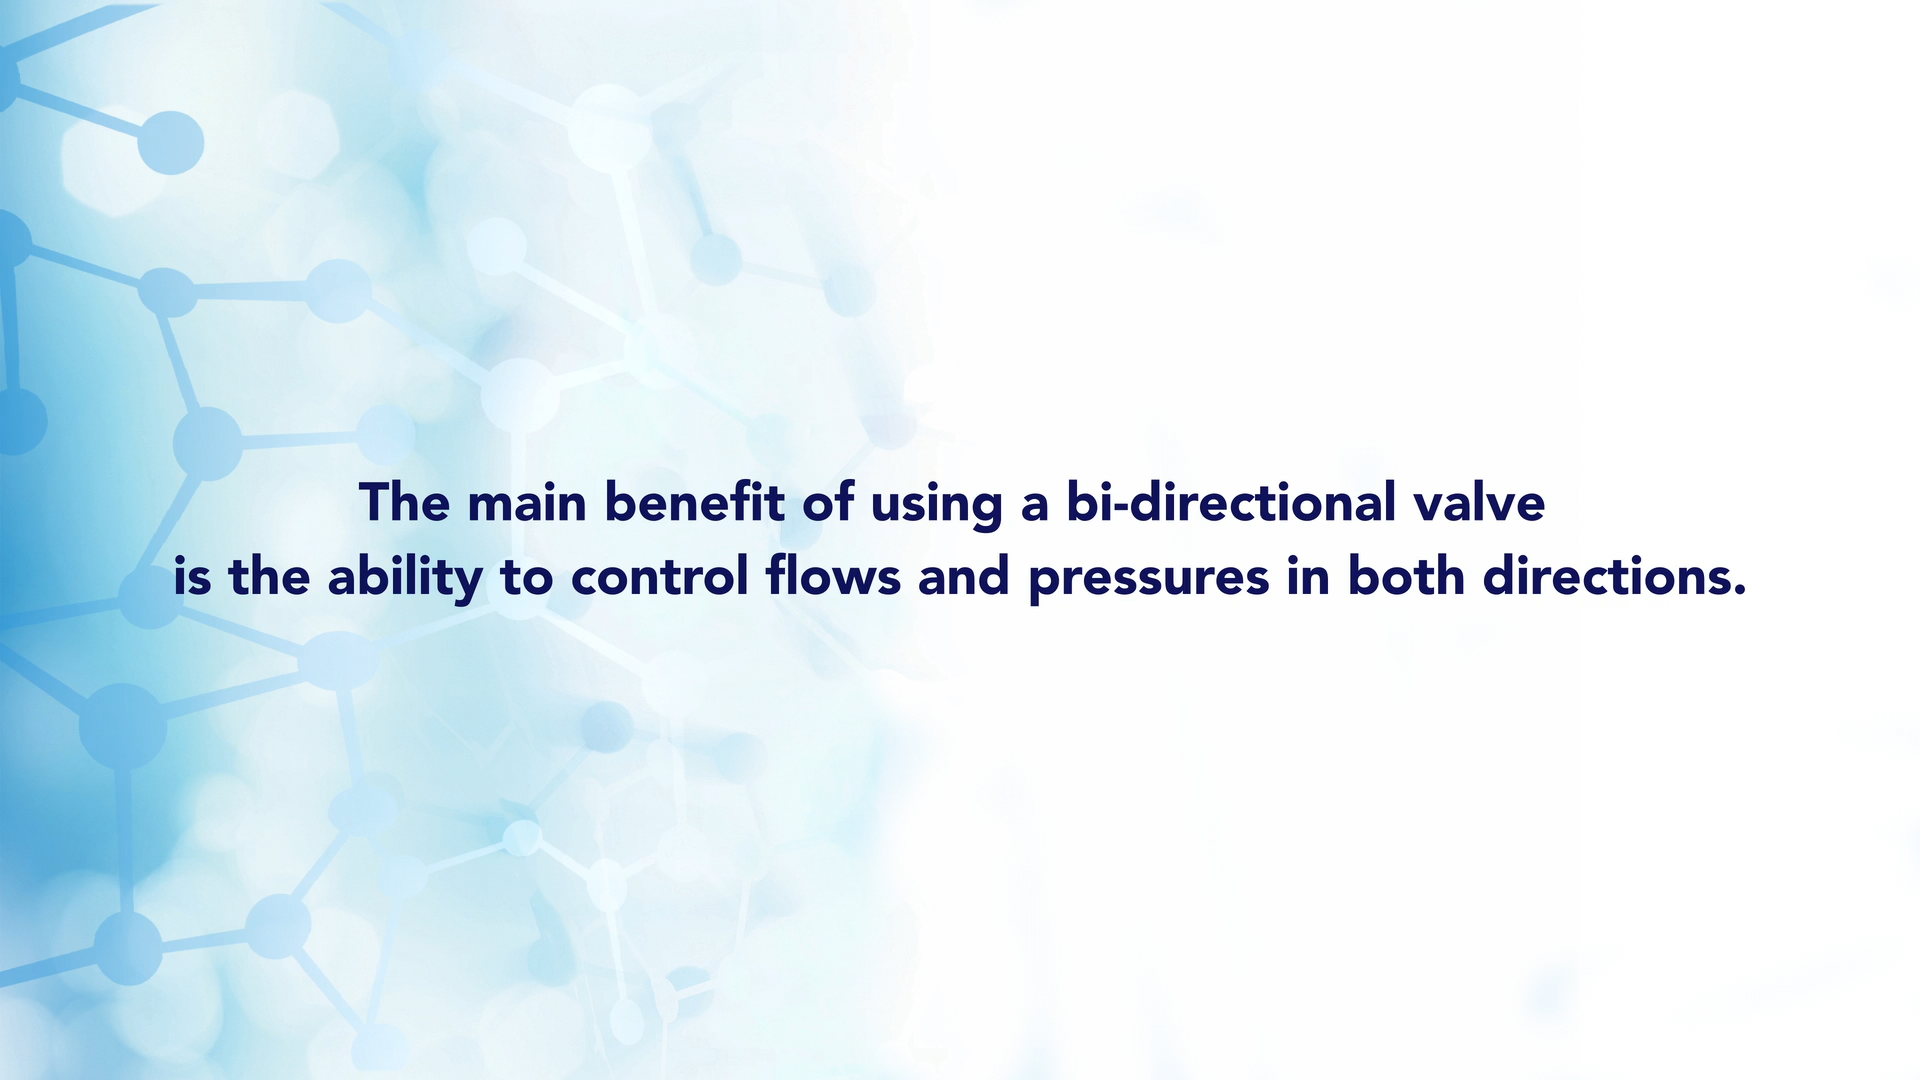 The main benefit of using a bi-directional valve
is the ability to control flows and pressures in both directions.